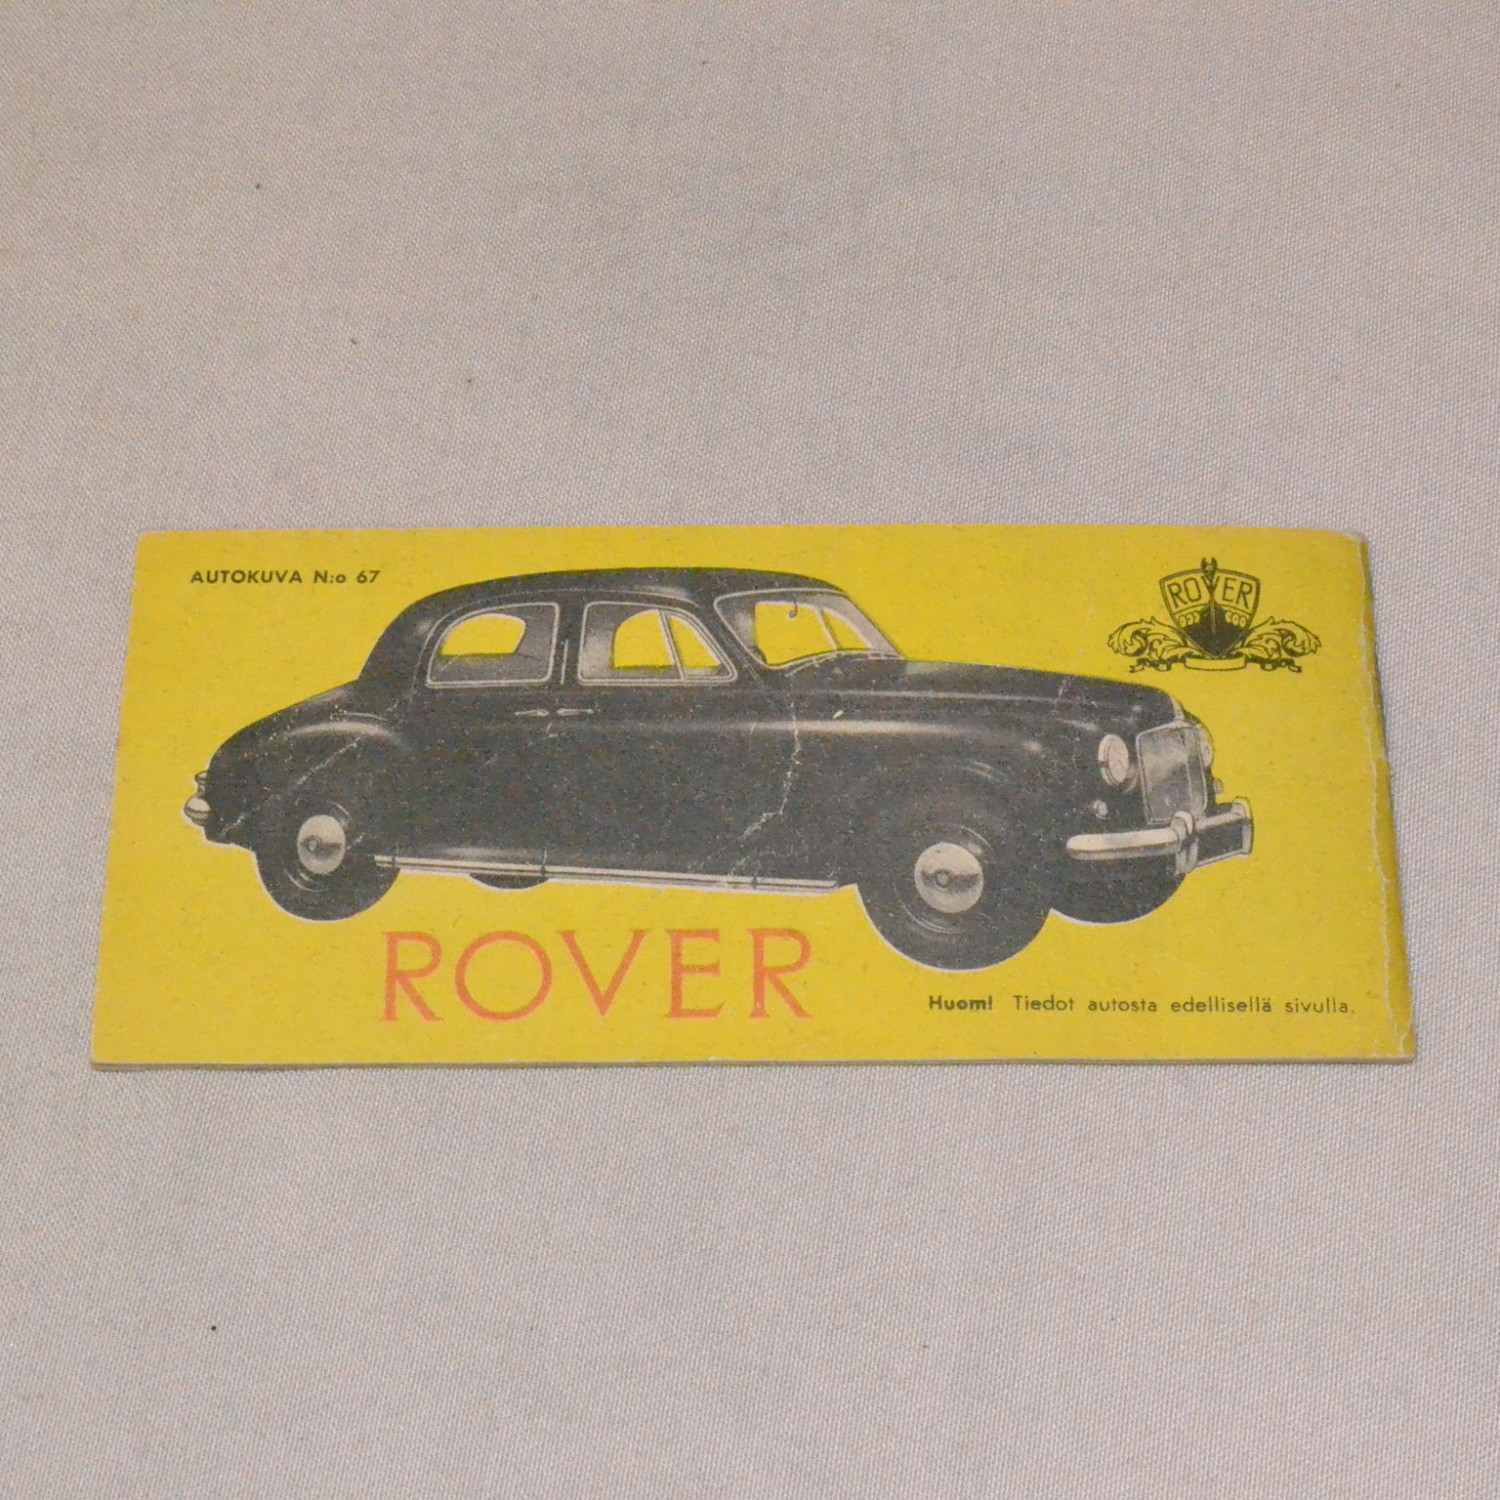 AUTOKUVA N:o 67
ROVER
ROVER
Huom! Tiedot autosta edellisellä sivulla.